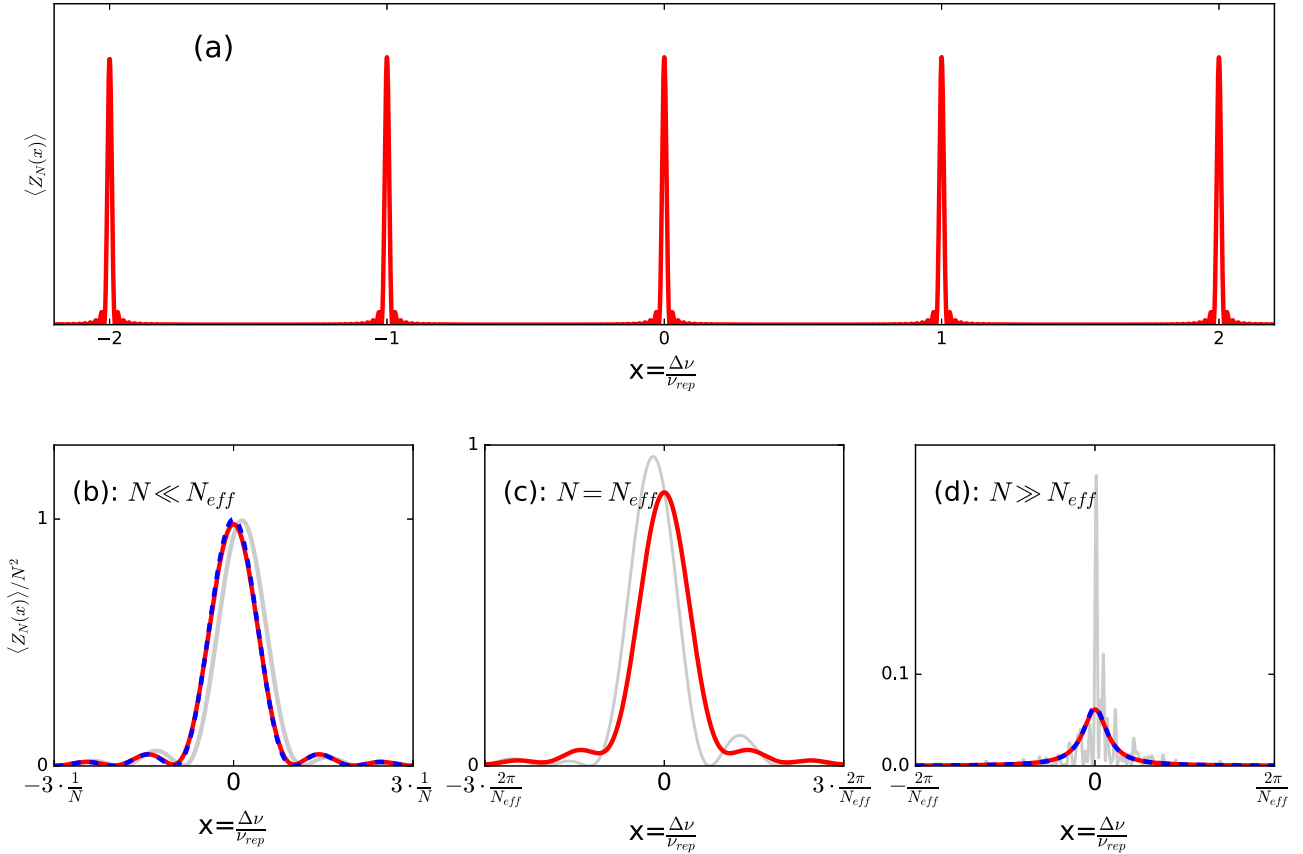 (a)
⟨Z_N(x)⟩
−2 −1 0 1 2
x=Δν/ν_rep
(b): N ≪ N_eff
⟨Z_N(x)⟩/N²
1
0
−3·1/N 0 3·1/N
x=Δν/ν_rep
(c): N = N_eff
1
0
−3·2π/N_eff 0 3·2π/N_eff
x=Δν/ν_rep
(d): N ≫ N_eff
0.1
0.0
−2π/N_eff 0 2π/N_eff
x=Δν/ν_rep